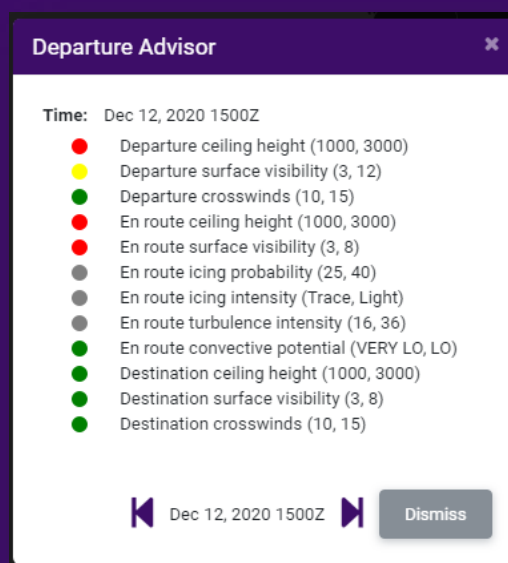 Departure Advisor ×
Time: Dec 12, 2020 1500Z
Departure ceiling height (1000, 3000)
Departure surface visibility (3, 12)
Departure crosswinds (10, 15)
En route ceiling height (1000, 3000)
En route surface visibility (3, 8)
En route icing probability (25, 40)
En route icing intensity (Trace, Light)
En route turbulence intensity (16, 36)
En route convective potential (VERY LO, LO)
Destination ceiling height (1000, 3000)
Destination surface visibility (3, 8)
Destination crosswinds (10, 15)
Dec 12, 2020 1500Z Dismiss